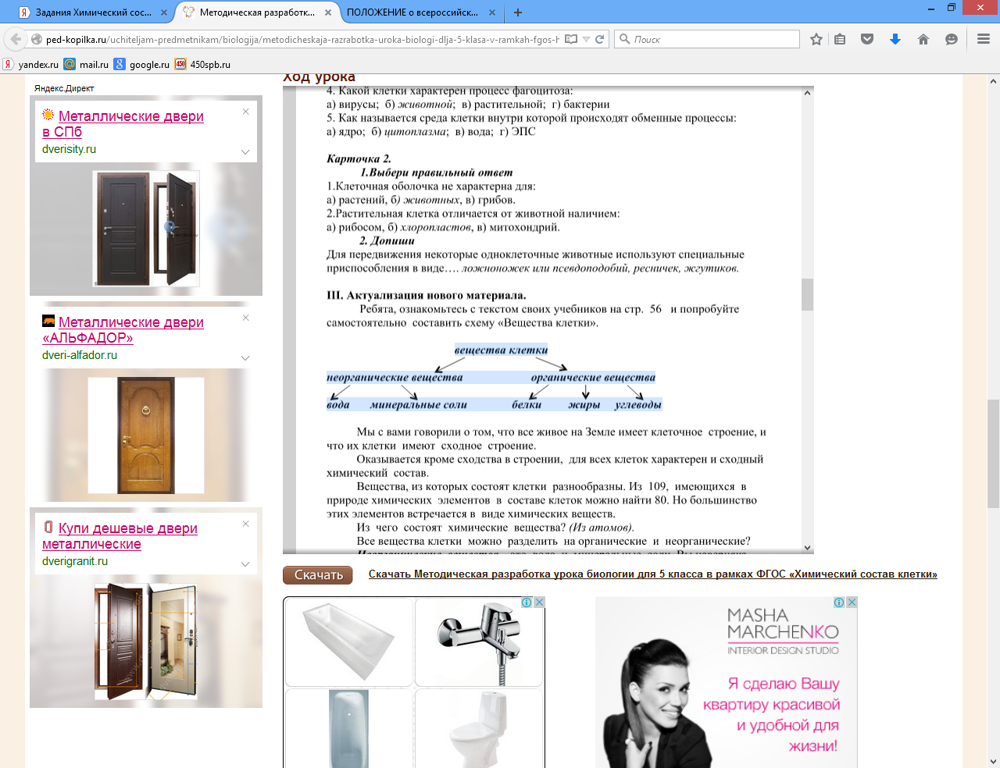 Задания Химический сос...
Методическая разработк...
ПОЛОЖЕНИЕ о всероссийск...
ped-kopilka.ru/uchiteljam-predmetnikam/biologija/metodicheskaja-razrabotka-uroka-biologi-dlja-5-klasa-v-ramkah-fgos-h
Поиск
yandex.ru
mail.ru
google.ru
450spb.ru
Яндекс.Директ
Металлические двери
в СПб
dverisity.ru
Металлические двери
«АЛЬФАДОР»
dveri-alfador.ru
Купи дешевые двери
металлические
dverigranit.ru
Ход урока
4. Какой клетки характерен процесс фагоцитоза:
а) вирусы; б) животной; в) растительной; г) бактерии
5. Как называется среда клетки внутри которой происходят обменные процессы:
а) ядро; б) цитоплазма; в) вода; г) ЭПС
Карточка 2.
1.Выбери правильный ответ
1.Клеточная оболочка не характерна для:
а) растений, б) животных, в) грибов.
2.Растительная клетка отличается от животной наличием:
а) рибосом, б) хлоропластов, в) митохондрий.
2. Допиши
Для передвижения некоторые одноклеточные животные используют специальные
приспособления в виде…. ложноножек или псевдоподобий, ресничек, жгутиков.
III. Актуализация нового материала.
Ребята, ознакомьтесь с текстом своих учебников на стр. 56 и попробуйте
самостоятельно составить схему «Вещества клетки».
вещества клетки
неорганические вещества органические вещества
вода минеральные соли белки жиры углеводы
Мы с вами говорили о том, что все живое на Земле имеет клеточное строение, и
что их клетки имеют сходное строение.
Оказывается кроме сходства в строении, для всех клеток характерен и сходный
химический состав.
Вещества, из которых состоят клетки разнообразны. Из 109, имеющихся в
природе химических элементов в составе клеток можно найти 80. Но большинство
этих элементов встречается в виде химических веществ.
Из чего состоят химические вещества? (Из атомов).
Все вещества клетки можно разделить на органические и неорганические?
Неорганические вещества
Скачать
Скачать Методическая разработка урока биологии для 5 класса в рамках ФГОС «Химический состав клетки»
MASHA
MARCHENKO
INTERIOR DESIGN STUDIO
Я сделаю Вашу
квартиру красивой
и удобной для
жизни!